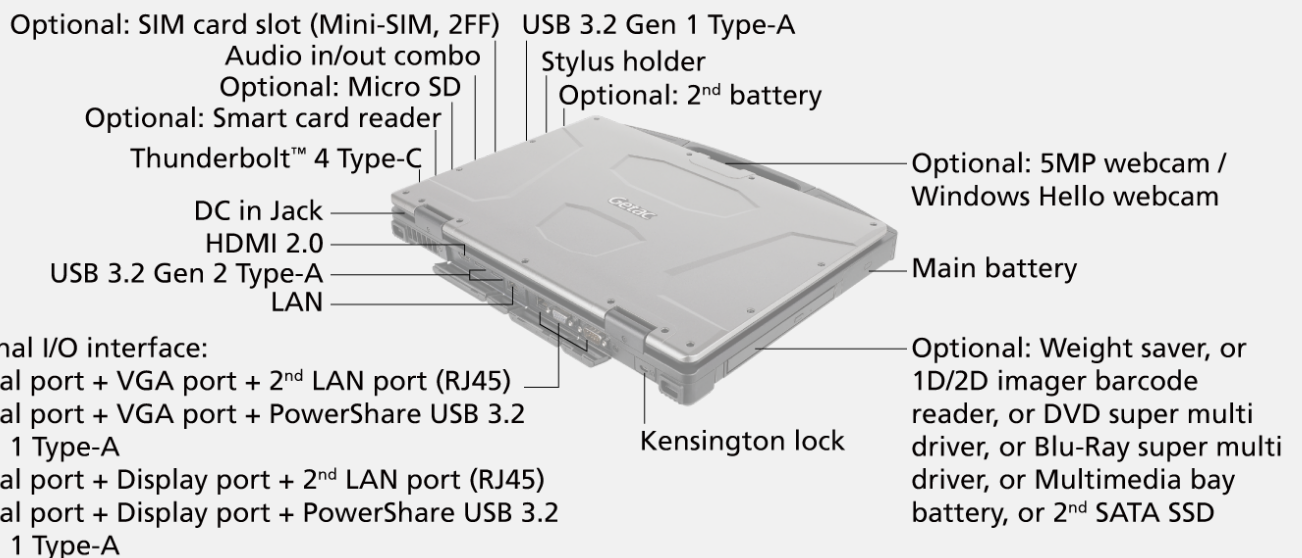 Optional: SIM card slot (Mini-SIM, 2FF)
USB 3.2 Gen 1 Type-A
Audio in/out combo
Stylus holder
Optional: Micro SD
Optional: 2nd battery
Optional: Smart card reader
Thunderbolt™ 4 Type-C
Optional: 5MP webcam /
Windows Hello webcam
DC in Jack
Getac
HDMI 2.0
USB 3.2 Gen 2 Type-A
Main battery
LAN
I/O interface:
port + VGA port + 2nd LAN port (RJ45)
port + VGA port + PowerShare USB 3.2
1 Type-A
port + Display port + 2nd LAN port (RJ45)
port + Display port + PowerShare USB 3.2
1 Type-A
Kensington lock
Optional: Weight saver, or
1D/2D imager barcode
reader, or DVD super multi
driver, or Blu-Ray super multi
driver, or Multimedia bay
battery, or 2nd SATA SSD